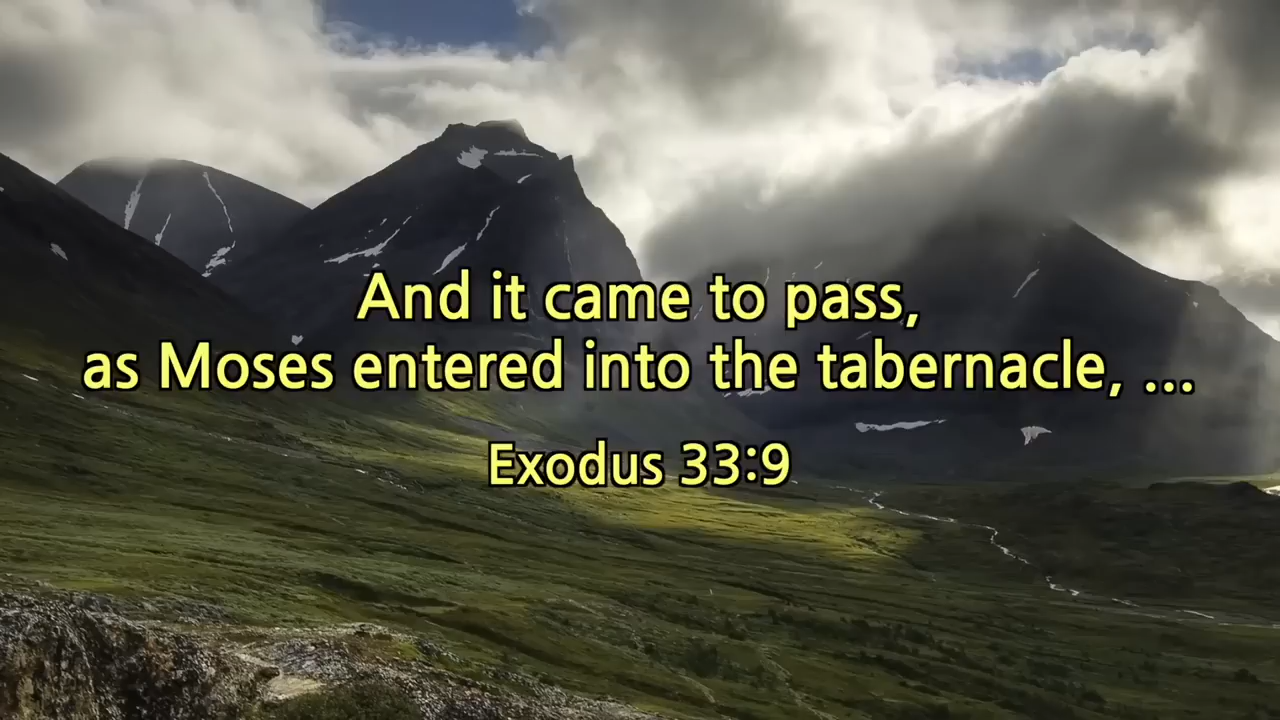 And it came to pass,
as Moses entered into the tabernacle, ...
Exodus 33:9